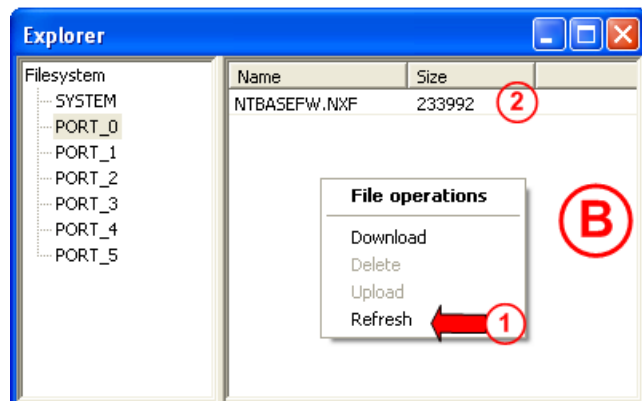 Explorer
Filesystem
SYSTEM
PORT_0
PORT_1
PORT_2
PORT_3
PORT_4
PORT_5
Name Size
NTBASEFW.NXF 233992 2
File operations
Download
Delete
Upload
Refresh 1
B